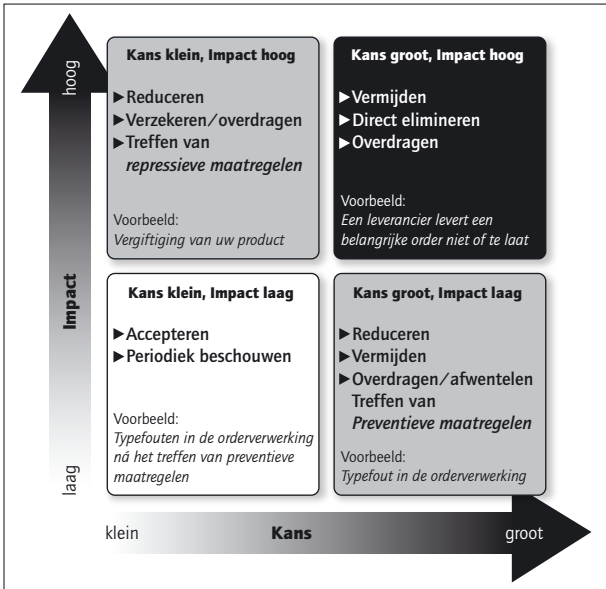 hoog
Impact
laag
Kans klein, Impact hoog
►Reduceren
►Verzekeren/overdragen
►Treffen van
repressieve maatregelen
Voorbeeld:
Vergiftiging van uw product
Kans groot, Impact hoog
►Vermijden
►Direct elimineren
►Overdragen
Voorbeeld:
Een leverancier levert een
belangrijke order niet of te laat
Kans klein, Impact laag
►Accepteren
►Periodiek beschouwen
Voorbeeld:
Typefouten in de orderverwerking
ná het treffen van preventieve
maatregelen
Kans groot, Impact laag
►Reduceren
►Vermijden
►Overdragen/afwentelen
Treffen van
Preventieve maatregelen
Voorbeeld:
Typefout in de orderverwerking
klein
Kans
groot